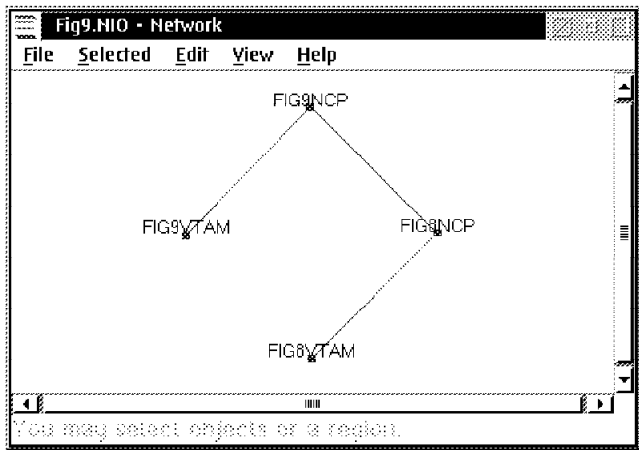 Fig9.NIO - Network
File Selected Edit View Help
FIG9NCP
FIG9VTAM
FIG8NCP
FIG8VTAM
You may select objects or a region.